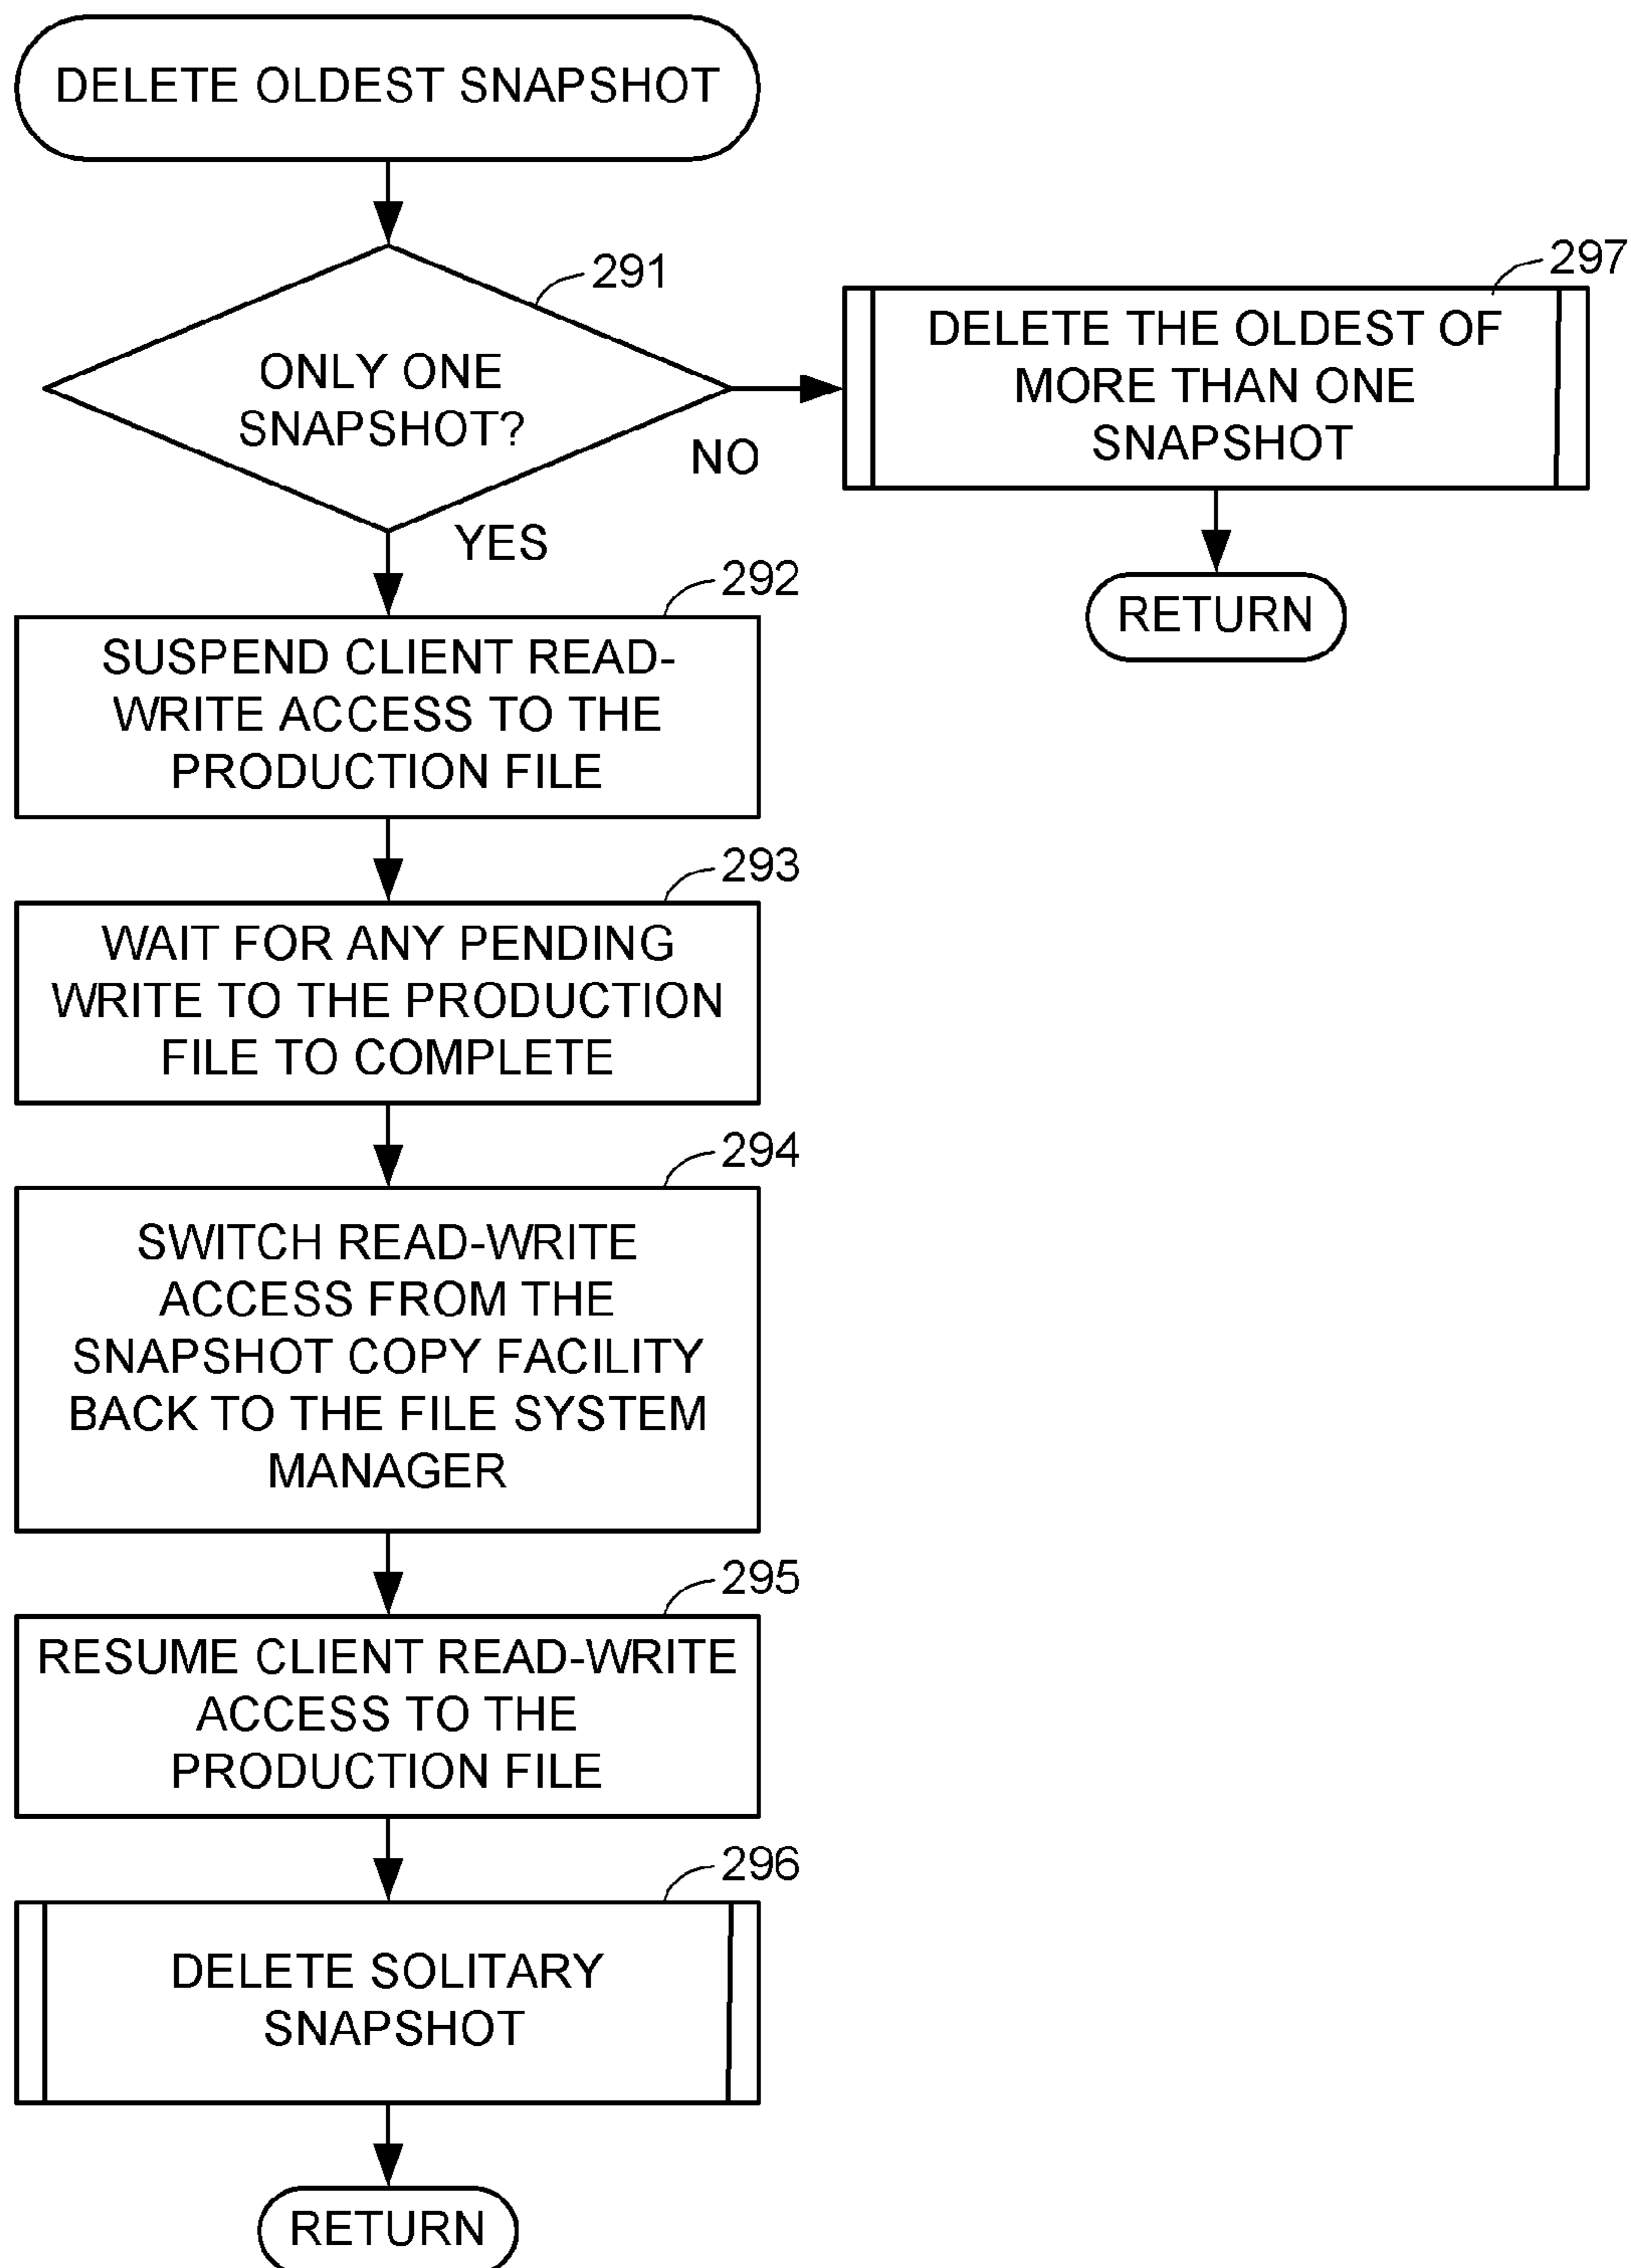 DELETE OLDEST SNAPSHOT
291
ONLY ONE
SNAPSHOT?
NO
YES
297
DELETE THE OLDEST OF
MORE THAN ONE
SNAPSHOT
RETURN
292
SUSPEND CLIENT READ-
WRITE ACCESS TO THE
PRODUCTION FILE
293
WAIT FOR ANY PENDING
WRITE TO THE PRODUCTION
FILE TO COMPLETE
294
SWITCH READ-WRITE
ACCESS FROM THE
SNAPSHOT COPY FACILITY
BACK TO THE FILE SYSTEM
MANAGER
295
RESUME CLIENT READ-WRITE
ACCESS TO THE
PRODUCTION FILE
296
DELETE SOLITARY
SNAPSHOT
RETURN